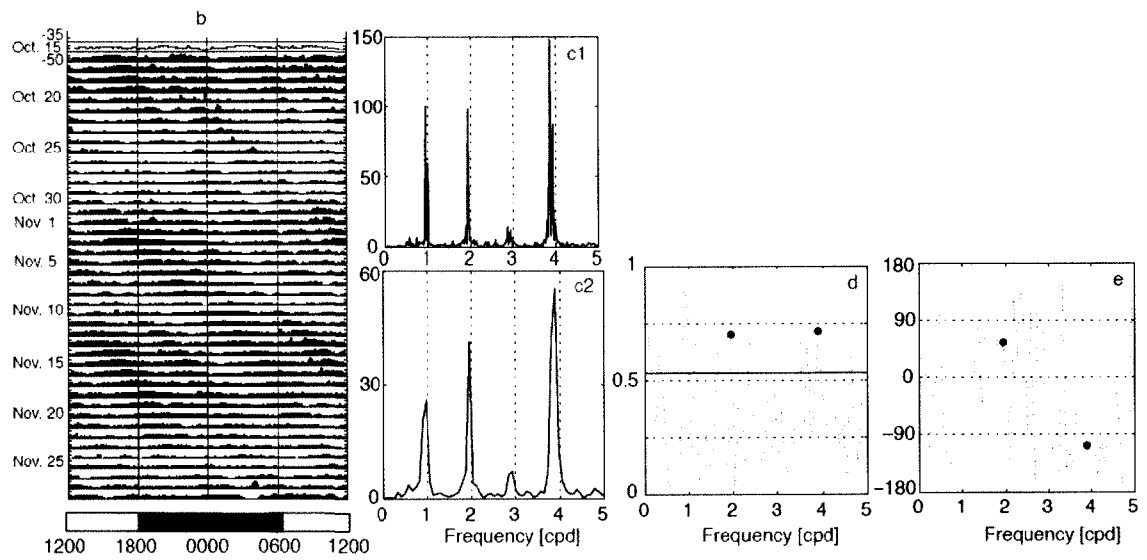 b
-35
Oct. 15
-50
Oct. 20
Oct. 25
Oct. 30
Nov. 1
Nov. 5
Nov. 10
Nov. 15
Nov. 20
Nov. 25
1200 1800 0000 0600 1200
c1
150
100
50
0
0 1 2 3 4 5
c2
60
30
0
0 1 2 3 4 5
Frequency [cpd]
d
1
0.5
0
0 1 2 3 4 5
Frequency [cpd]
e
180
90
0
-90
-180
0 1 2 3 4 5
Frequency [cpd]